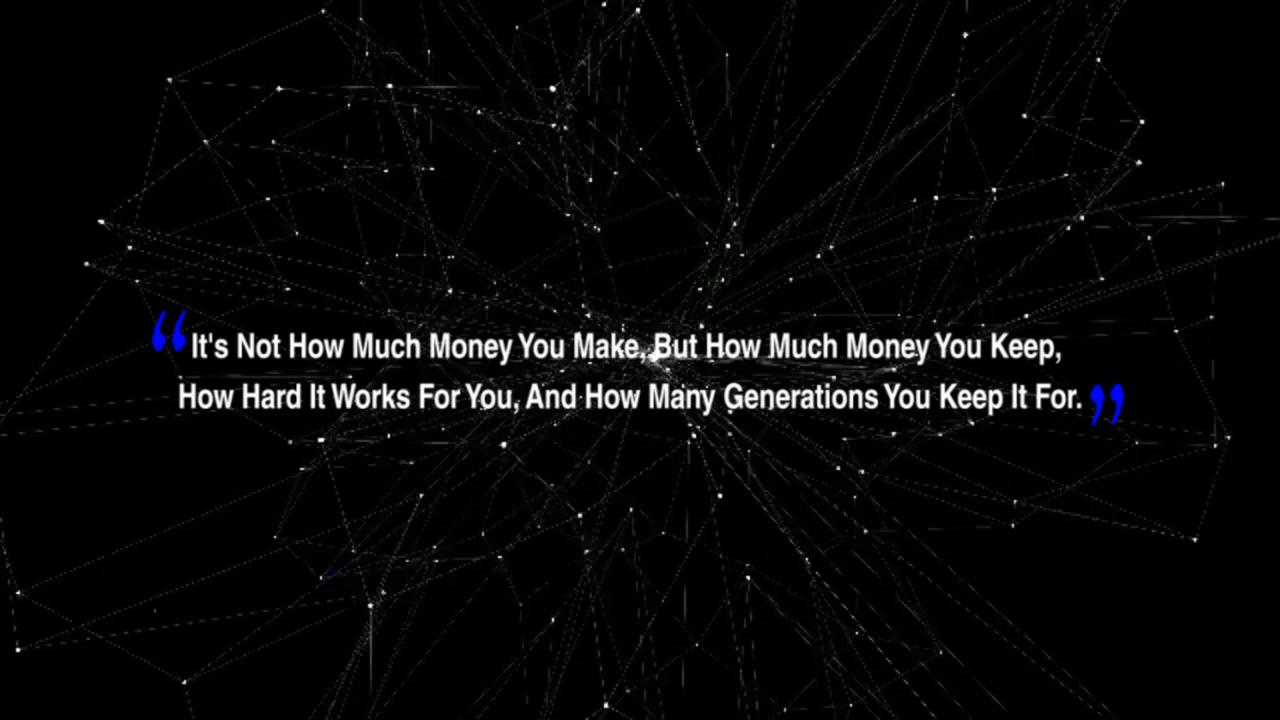 “It's Not How Much Money You Make, But How Much Money You Keep,
How Hard It Works For You, And How Many Generations You Keep It For.”